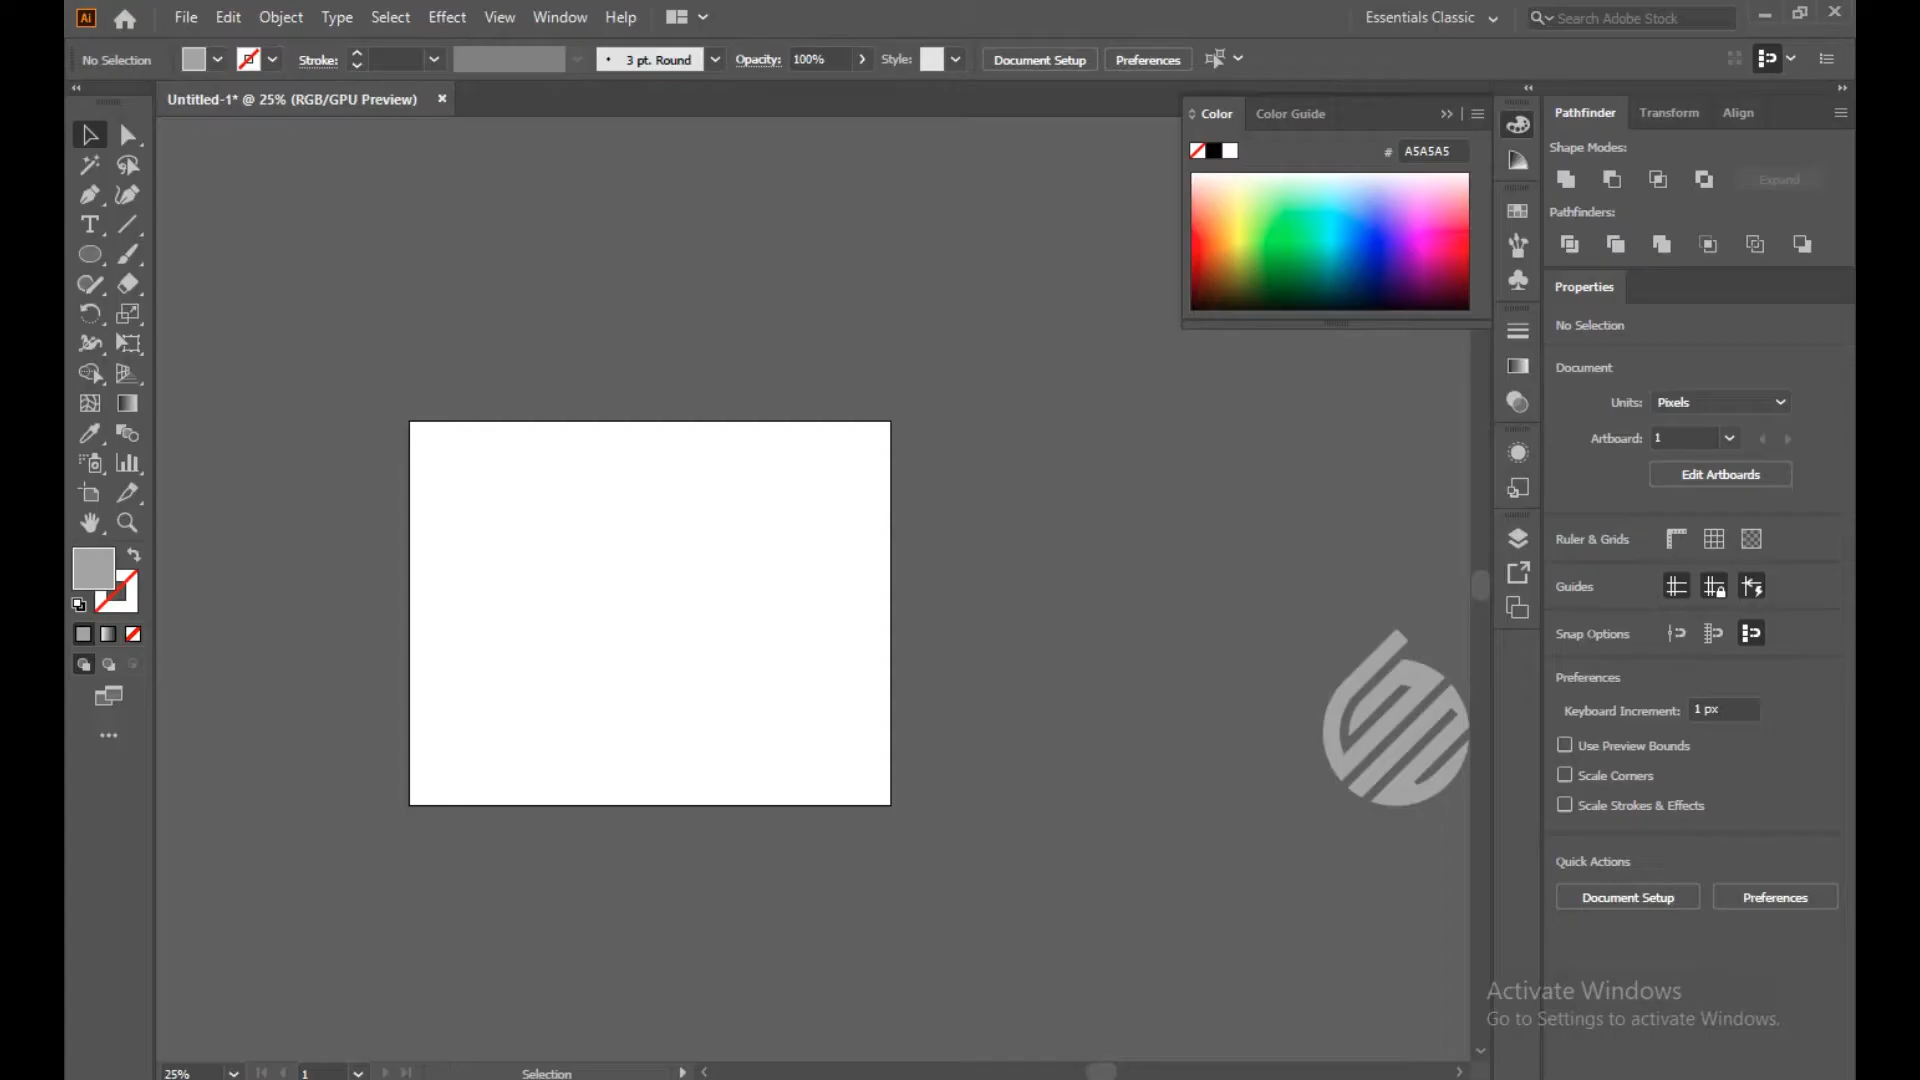 Ai File Edit Object Type Select Effect View Window Help Essentials Classic Search Adobe Stock
No Selection Stroke: 3 pt. Round Opacity: 100% Style: Document Setup Preferences
Untitled-1* @ 25% (RGB/GPU Preview)
Color Color Guide
# A5A5A5
Pathfinder Transform Align
Shape Modes:
Expand
Pathfinders:
Properties
No Selection
Document
Units: Pixels
Artboard: 1
Edit Artboards
Ruler & Grids
Guides
Snap Options
Preferences
Keyboard Increment: 1 px
Use Preview Bounds
Scale Corners
Scale Strokes & Effects
Quick Actions
Document Setup Preferences
Activate Windows
Go to Settings to activate Windows.
25% 1 Selection